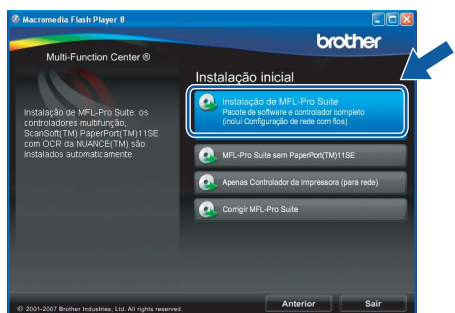 Macromedia Flash Player 8
brother
Multi-Function Center ®
Instalação inicial
Instalação de MFL-Pro Suite: os
controladores multifunção,
ScanSoft(TM) PaperPort(TM)11SE
com OCR da NUANCE(TM) são
instalados automaticamente.
Instalação de MFL-Pro Suite
Pacote de software e controlador completo
(inclui Configuração de rede com fios)
MFL-Pro Suite sem PaperPort(TM)11SE
Apenas Controlador da Impressora (para rede)
Corrigir MFL-Pro Suite
© 2001-2007 Brother Industries, Ltd. All rights reserved.
Anterior
Sair